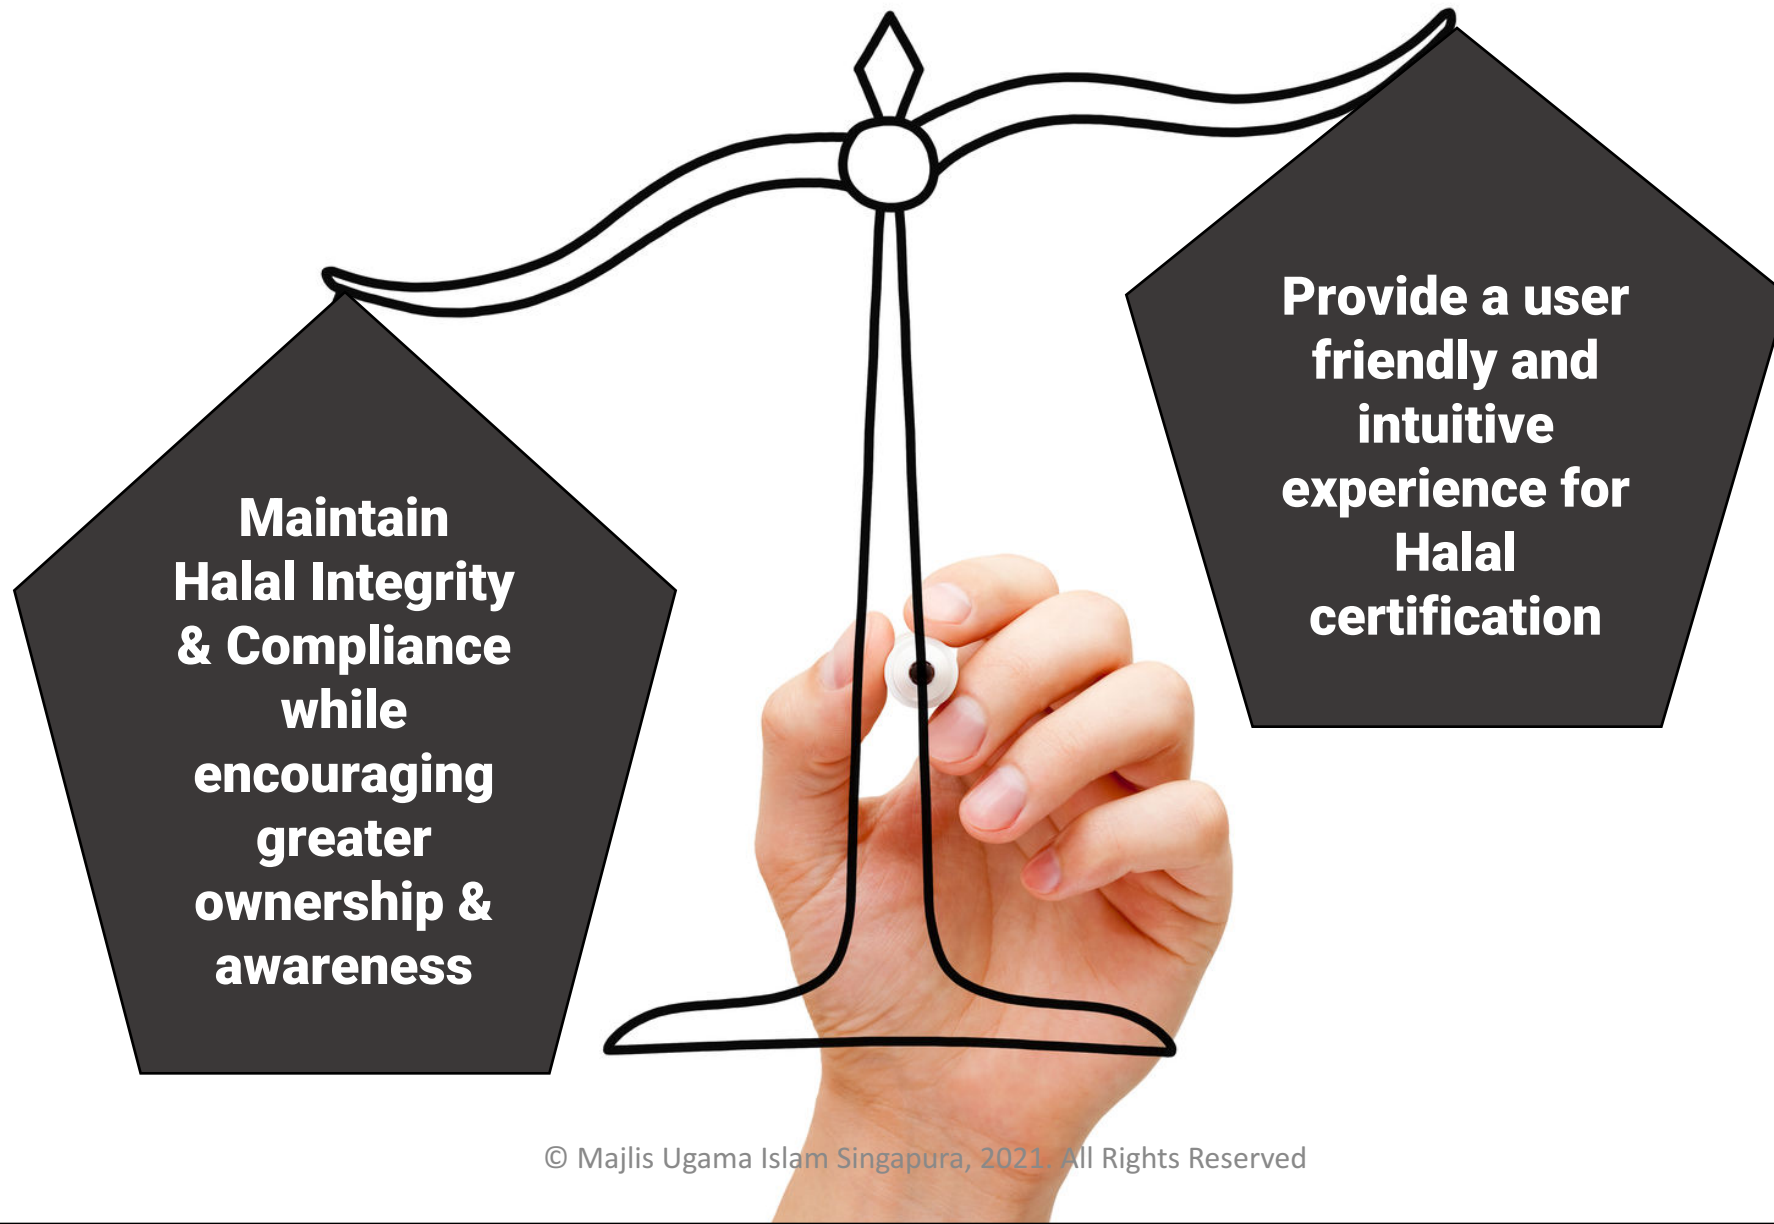 Maintain
Halal Integrity
& Compliance
while
encouraging
greater
ownership &
awareness
Provide a user
friendly and
intuitive
experience for
Halal
certification
© Majlis Ugama Islam Singapura, 2021. All Rights Reserved